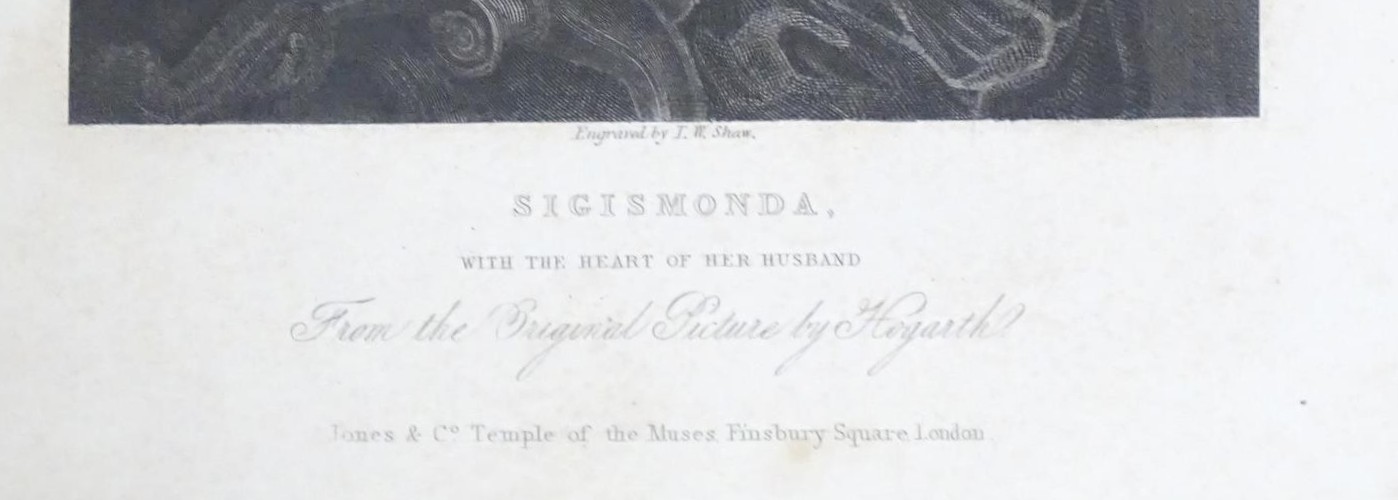 Engraved by T. W. Shaw.
SIGISMONDA,
WITH THE HEART OF HER HUSBAND
From the Original Picture by Hogarth
Jones & Co Temple of the Muses Finsbury Square London